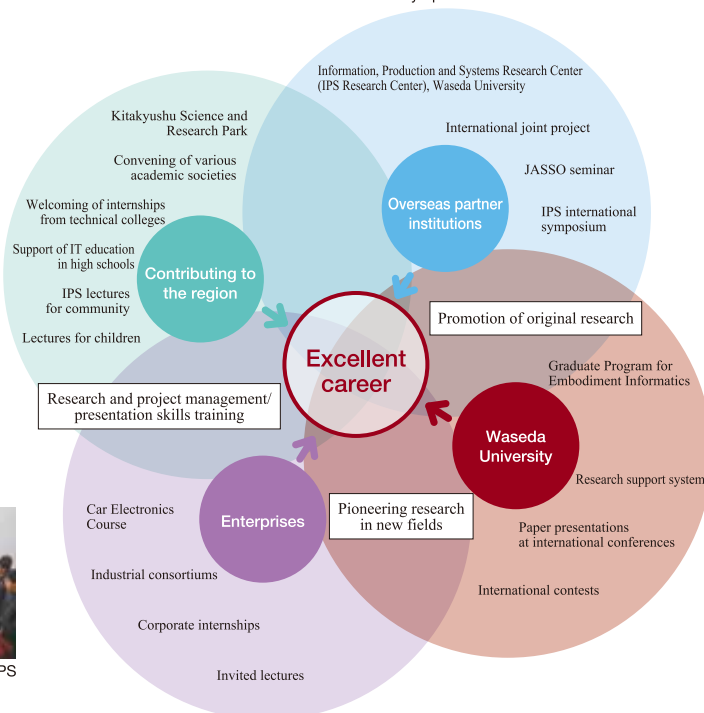 Information, Production and Systems Research Center
(IPS Research Center), Waseda University
International joint project
JASSO seminar
IPS international
symposium
Overseas partner
institutions
Kitakyushu Science and
Research Park
Convening of various
academic societies
Welcoming of internships
from technical colleges
Support of IT education
in high schools
IPS lectures
for community
Lectures for children
Contributing to
the region
Promotion of original research
Excellent
career
Research and project management/
presentation skills training
Graduate Program for
Embodiment Informatics
Waseda
University
Research support system
Paper presentations
at international conferences
International contests
Pioneering research
in new fields
Enterprises
Car Electronics
Course
Industrial consortiums
Corporate internships
Invited lectures
PS